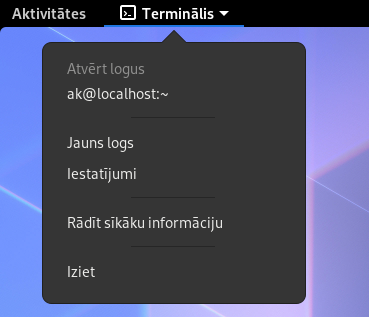 Aktivitātes Terminālis
Atvērt logus
ak@localhost:~
Jauns logs
Iestatījumi
Rādīt sīkāku informāciju
Iziet